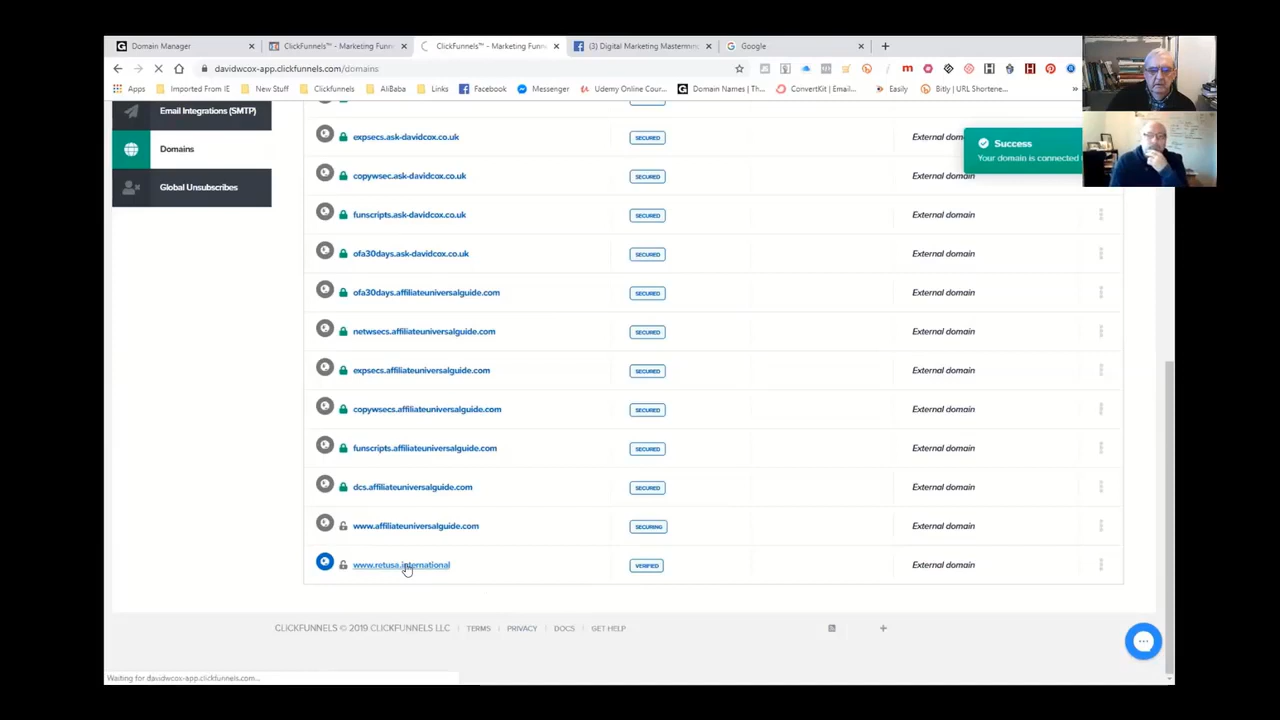 Domain Manager
ClickFunnels™ - Marketing Funn
ClickFunnels™ - Marketing Funn
(3) Digital Marketing Mastermin
Google
davidwcox-app.clickfunnels.com/domains
Apps Imported From IE New Stuff Clickfunnels AliBaba Links Facebook Messenger Udemy Online Cour... Domain Names | Th... ConvertKit | Email... Easily Bitly | URL Shortene... »
Email Integrations (SMTP)
Domains
Global Unsubscribes
Success
Your domain is connected
expsecs.ask-davidcox.co.uk SECURED External dom
copywsec.ask-davidcox.co.uk SECURED External domain
funscripts.ask-davidcox.co.uk SECURED External domain
ofa30days.ask-davidcox.co.uk SECURED External domain
ofa30days.affiliateuniversalguide.com SECURED External domain
netwsecs.affiliateuniversalguide.com SECURED External domain
expsecs.affiliateuniversalguide.com SECURED External domain
copywsecs.affiliateuniversalguide.com SECURED External domain
funscripts.affiliateuniversalguide.com SECURED External domain
dcs.affiliateuniversalguide.com SECURED External domain
www.affiliateuniversalguide.com SECURING External domain
www.retusa.international VERIFIED External domain
CLICKFUNNELS © 2019 CLICKFUNNELS LLC | TERMS | PRIVACY | DOCS | GET HELP
Waiting for davidwcox-app.clickfunnels.com...